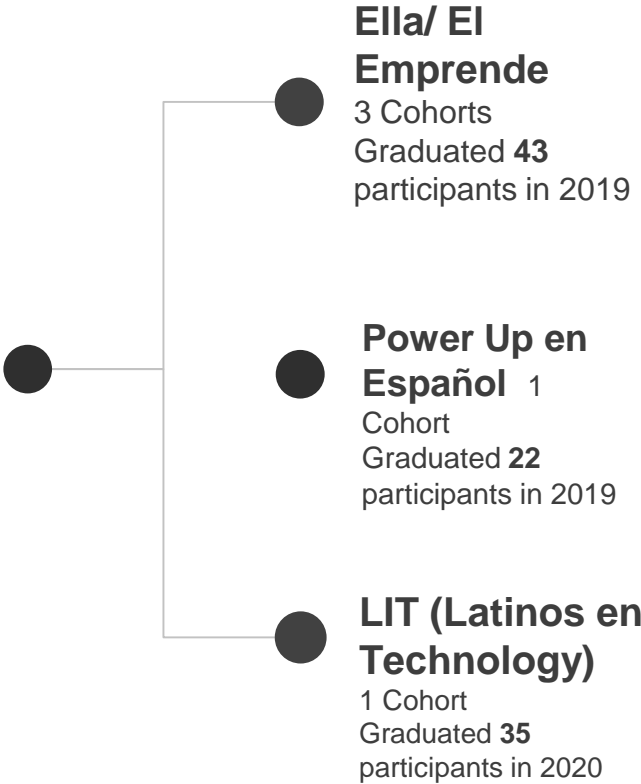 Ella/ El
Emprende
3 Cohorts
Graduated 43
participants in 2019
Power Up en
Español 1
Cohort
Graduated 22
participants in 2019
LIT (Latinos en
Technology)
1 Cohort
Graduated 35
participants in 2020